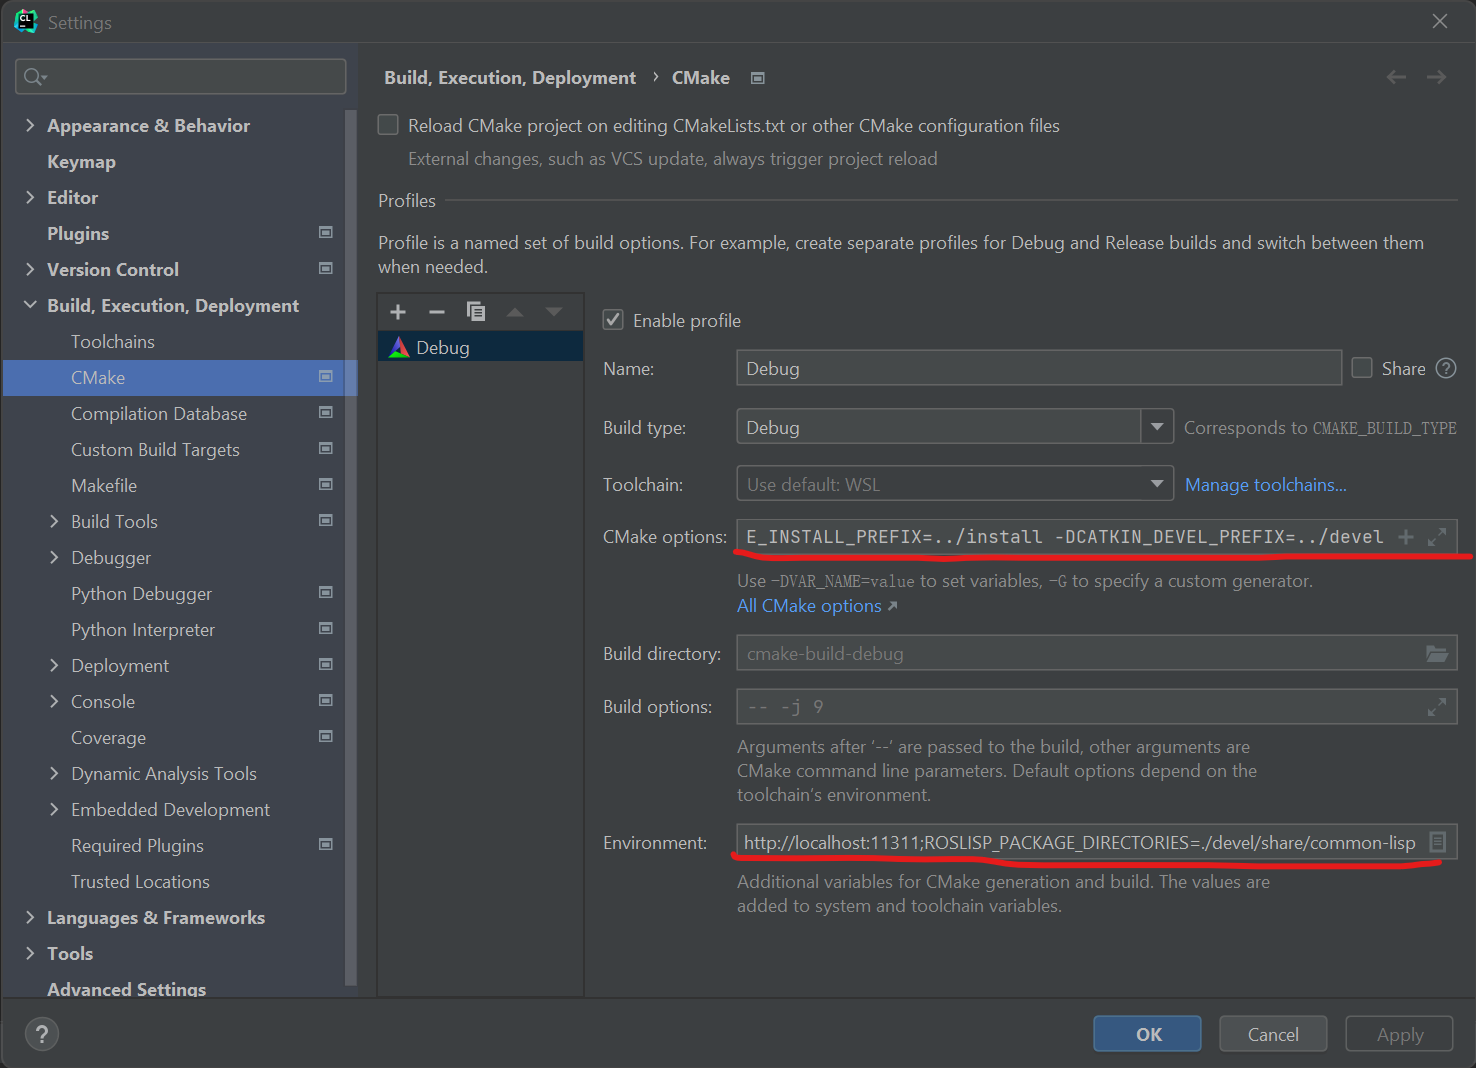 Settings
Appearance & Behavior
Keymap
Editor
Plugins
Version Control
Build, Execution, Deployment
Toolchains
CMake
Compilation Database
Custom Build Targets
Makefile
Build Tools
Debugger
Python Debugger
Python Interpreter
Deployment
Console
Coverage
Dynamic Analysis Tools
Embedded Development
Required Plugins
Trusted Locations
Languages & Frameworks
Tools
Advanced Settings
Build, Execution, Deployment › CMake
Reload CMake project on editing CMakeLists.txt or other CMake configuration files
External changes, such as VCS update, always trigger project reload
Profiles
Profile is a named set of build options. For example, create separate profiles for Debug and Release builds and switch between them
when needed.
Debug
Enable profile
Name: Debug Share ?
Build type: Debug Corresponds to CMAKE_BUILD_TYPE
Toolchain: Use default: WSL Manage toolchains...
CMake options: E_INSTALL_PREFIX=../install -DCATKIN_DEVEL_PREFIX=../devel
Use -DVAR_NAME=value to set variables, -G to specify a custom generator.
All CMake options ↗
Build directory: cmake-build-debug
Build options: -- -j 9
Arguments after ‘--’ are passed to the build, other arguments are
CMake command line parameters. Default options depend on the
toolchain’s environment.
Environment: http://localhost:11311;ROSLISP_PACKAGE_DIRECTORIES=./devel/share/common-lisp
Additional variables for CMake generation and build. The values are
added to system and toolchain variables.
? OK Cancel Apply